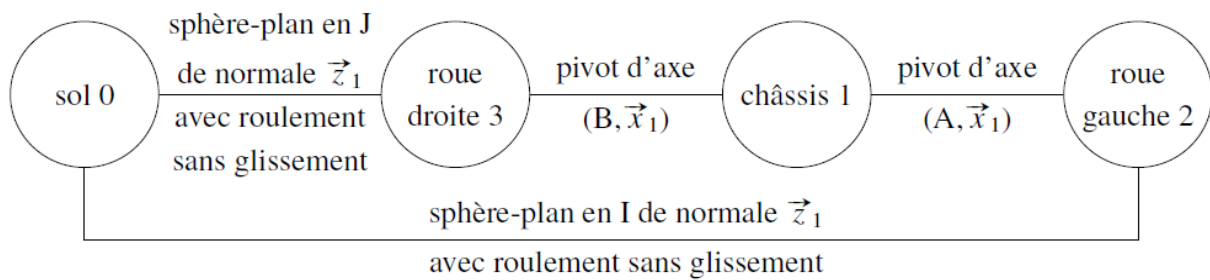 sphère-plan en J
de normale z⃗₁
avec roulement
sans glissement
sol 0
roue
droite 3
pivot d'axe
(B, x⃗₁)
châssis 1
pivot d'axe
(A, x⃗₁)
roue
gauche 2
sphère-plan en I de normale z⃗₁
avec roulement sans glissement